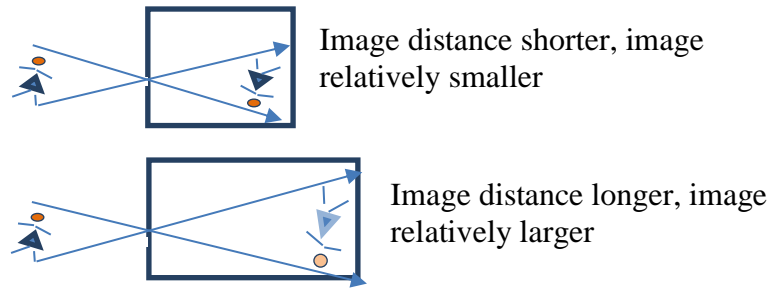 Image distance shorter, image
relatively smaller
Image distance longer, image
relatively larger